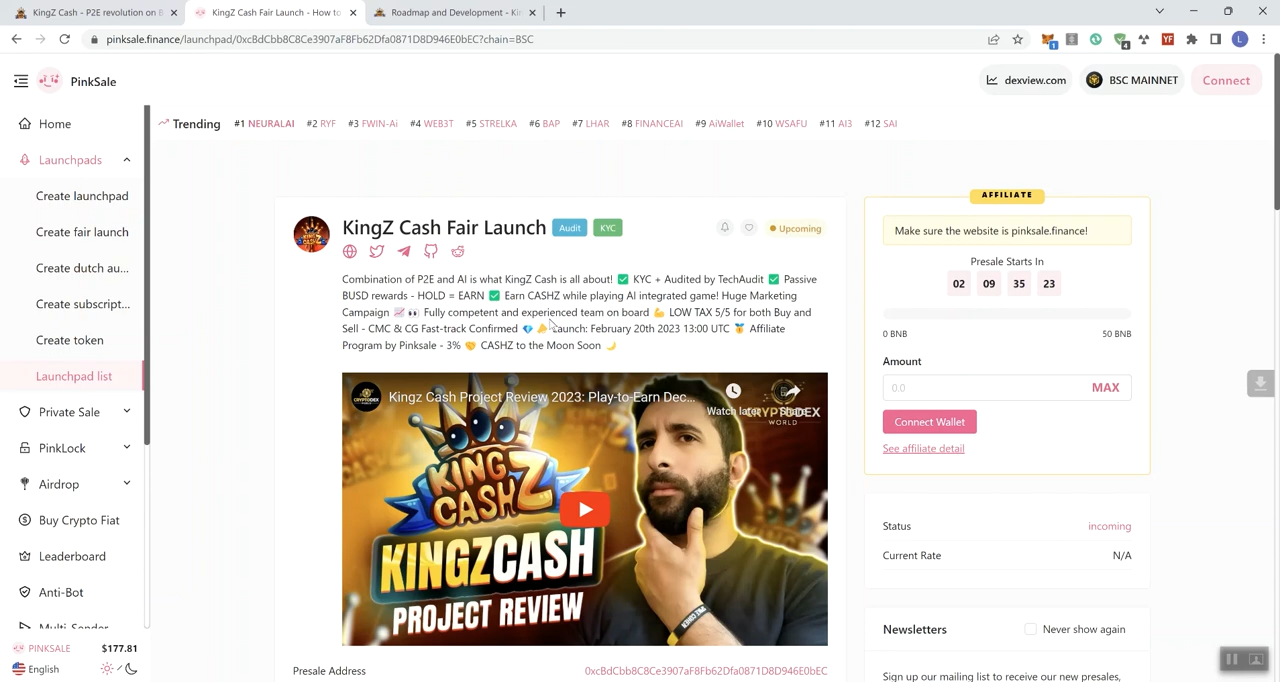 KingZ Cash - P2E revolution on B
KingZ Cash Fair Launch - How to
Roadmap and Development - Kin
pinksale.finance/launchpad/0xcBdCbb8C8Ce3907aF8Fb62Dfa0871D8D946E0bEC?chain=BSC
1
4
YF
L
PinkSale
dexview.com
BSC MAINNET
Connect
Home
Launchpads
Create launchpad
Create fair launch
Create dutch au...
Create subscript...
Create token
Launchpad list
Private Sale
PinkLock
Airdrop
Buy Crypto Fiat
Leaderboard
Anti-Bot
Multi-Sender
PINKSALE $177.81
English
Trending #1 NEURALAI #2 RYF #3 FWIN-Ai #4 WEB3T #5 STRELKA #6 BAP #7 LHAR #8 FINANCEAI #9 AiWallet #10 WSAFU #11 AI3 #12 SAI
KingZ Cash Fair Launch Audit KYC Upcoming
Combination of P2E and AI is what KingZ Cash is all about! ✅ KYC + Audited by TechAudit ✅ Passive
BUSD rewards - HOLD = EARN ✅ Earn CASHZ while playing AI integrated game! Huge Marketing
Campaign 📈 👀 Fully competent and experienced team on board 💪 LOW TAX 5/5 for both Buy and
Sell - CMC & CG Fast-track Confirmed 💎 📣 Launch: February 20th 2023 13:00 UTC 🏅 Affiliate
Program by Pinksale - 3% 🤜 CASHZ to the Moon Soon 🌙
Kingz Cash Project Review 2023: Play-to-Earn Dec...
Watch later
Share
CRYPTODEX
WORLD
KINGZ
CASHZ
KINGZCASH
PROJECT REVIEW
Presale Address 0xcBdCbb8C8Ce3907aF8Fb62Dfa0871D8D946E0bEC
AFFILIATE
Make sure the website is pinksale.finance!
Presale Starts In
02 09 35 23
0 BNB 50 BNB
Amount
0.0 MAX
Connect Wallet
See affiliate detail
Status incoming
Current Rate N/A
Newsletters Never show again
Sign up our mailing list to receive our new presales,